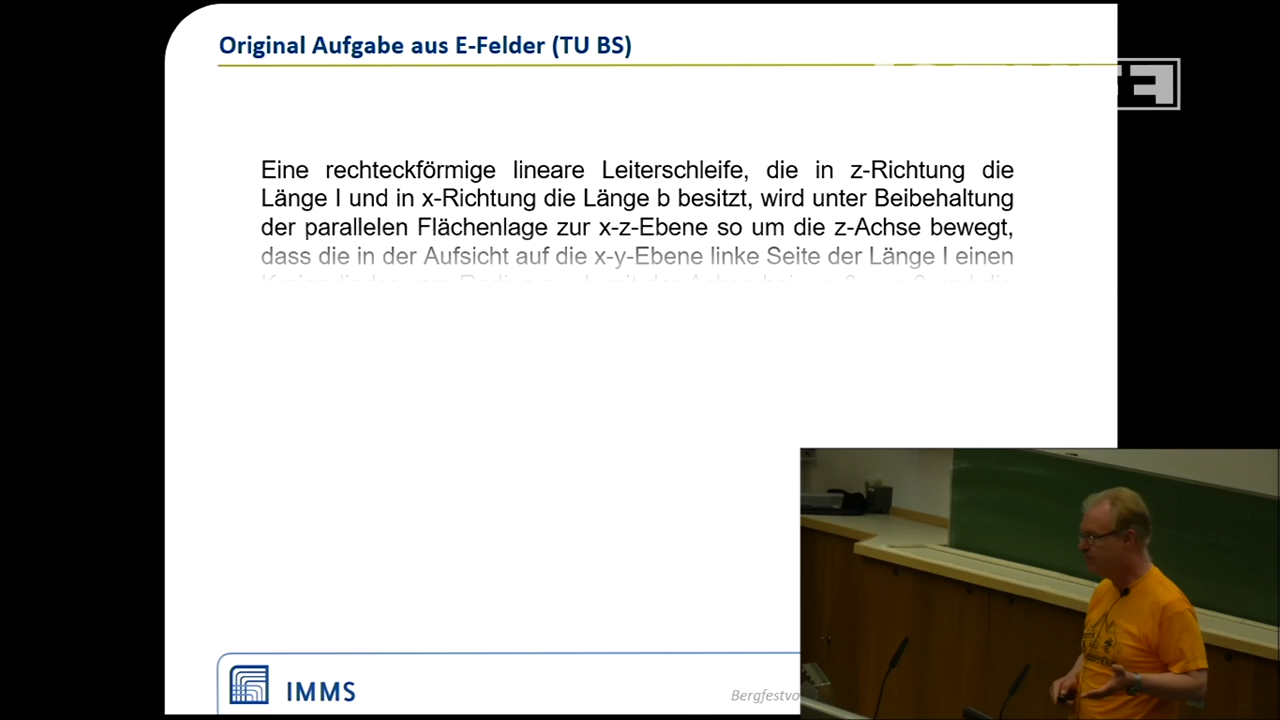 Original Aufgabe aus E-Felder (TU BS)
Eine rechteckförmige lineare Leiterschleife, die in z-Richtung die
Länge l und in x-Richtung die Länge b besitzt, wird unter Beibehaltung
der parallelen Flächenlage zur x-z-Ebene so um die z-Achse bewegt,
dass die in der Aufsicht auf die x-y-Ebene linke Seite der Länge l einen
IMMS
Bergfestvo